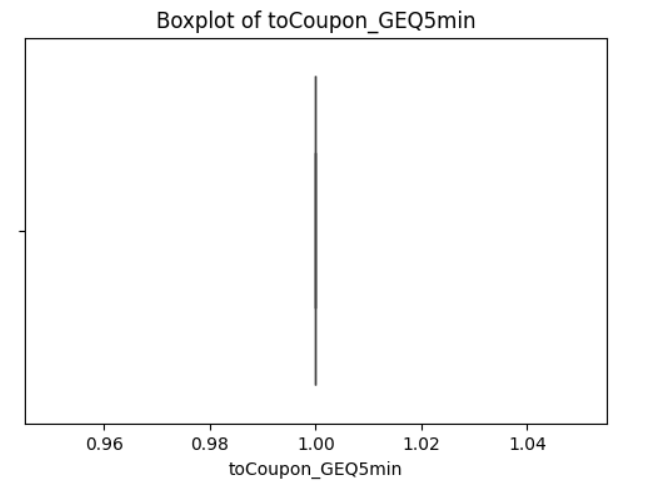 Boxplot of toCoupon_GEQ5min
0.96 0.98 1.00 1.02 1.04
toCoupon_GEQ5min